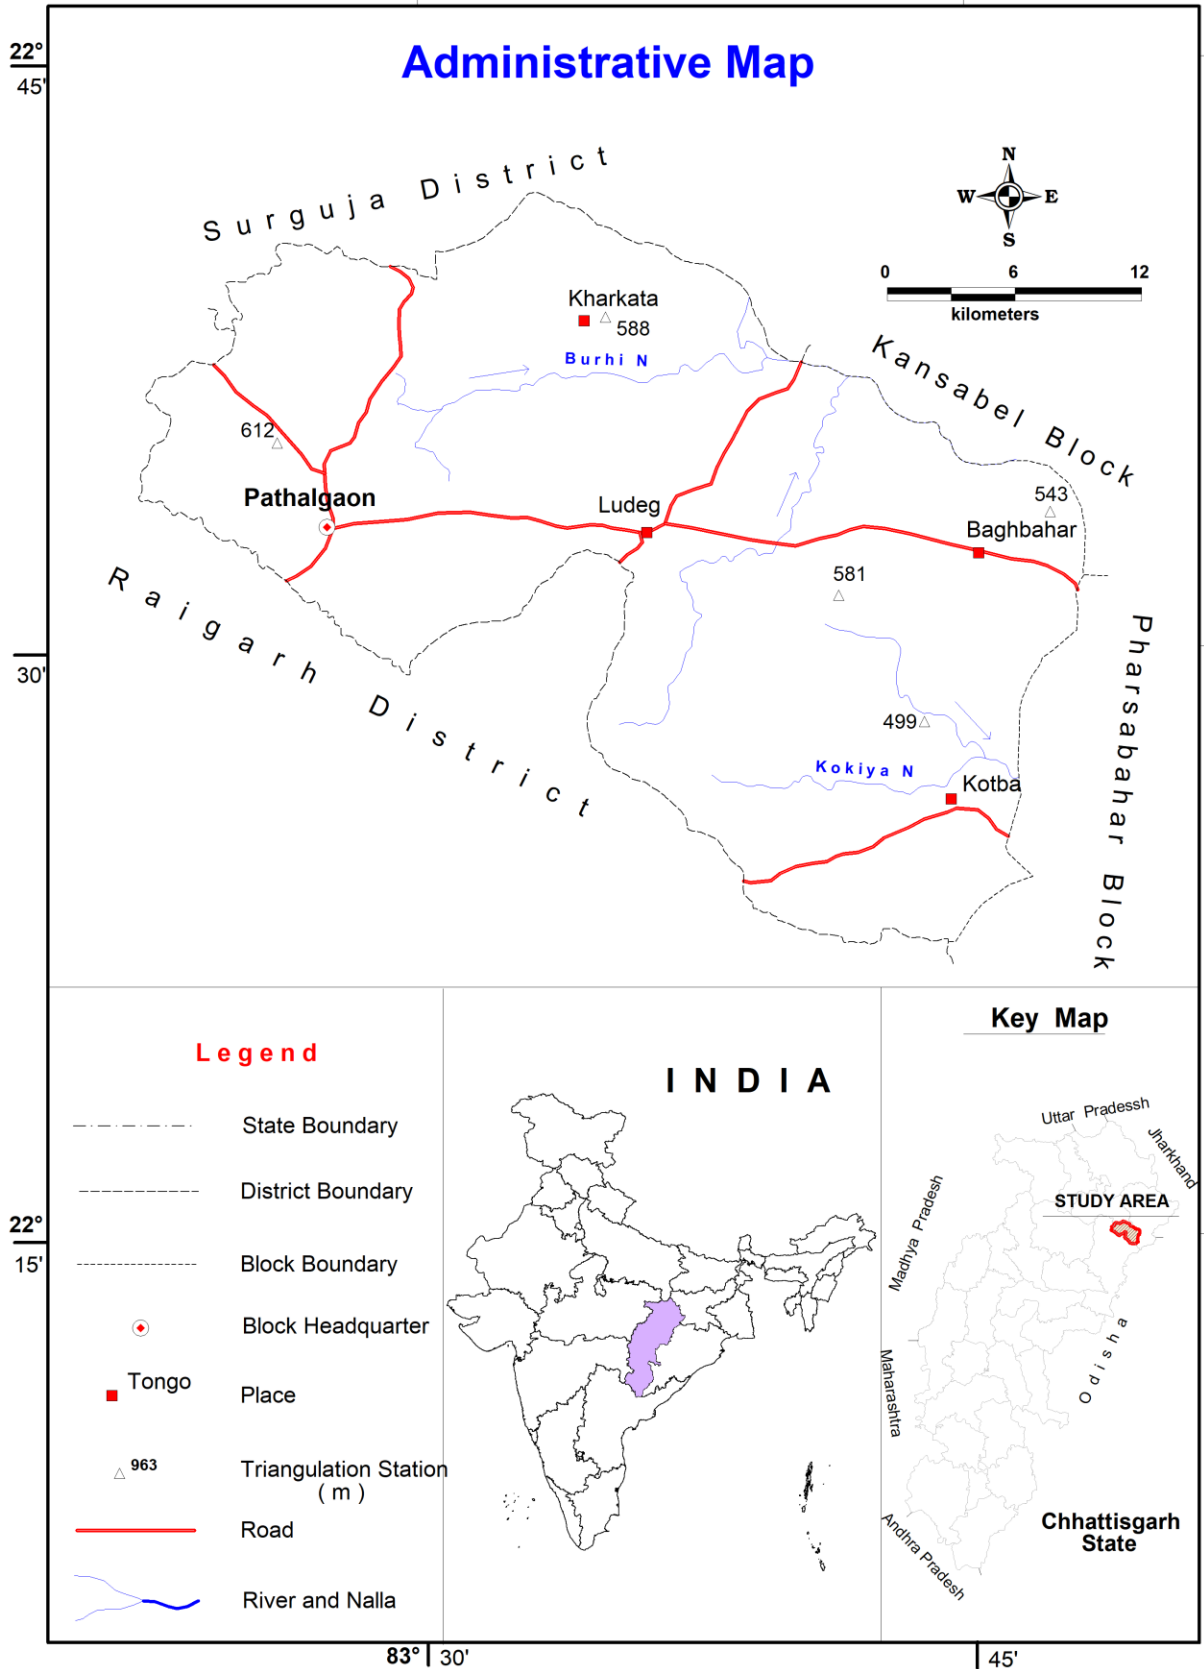 22°
45'
Administrative Map
Surguja District
N
W E
S
0 6 12
kilometers
Kharkata
588
Burhi N
Kansabel Block
612
Pathalgaon
Ludeg
543
Baghbahar
581
Raigarh District
30'
Pharsabahar Block
499
Kokiya N
Kotba
Legend
State Boundary
District Boundary
Block Boundary
Block Headquarter
Tongo
Place
963
Triangulation Station
( m )
Road
River and Nalla
22°
15'
INDIA
Key Map
Uttar Pradessh
Jharkhand
Madhya Pradesh
STUDY AREA
Odisha
Maharashtra
Andhra Pradesh
Chhattisgarh
State
83° 30'
45'